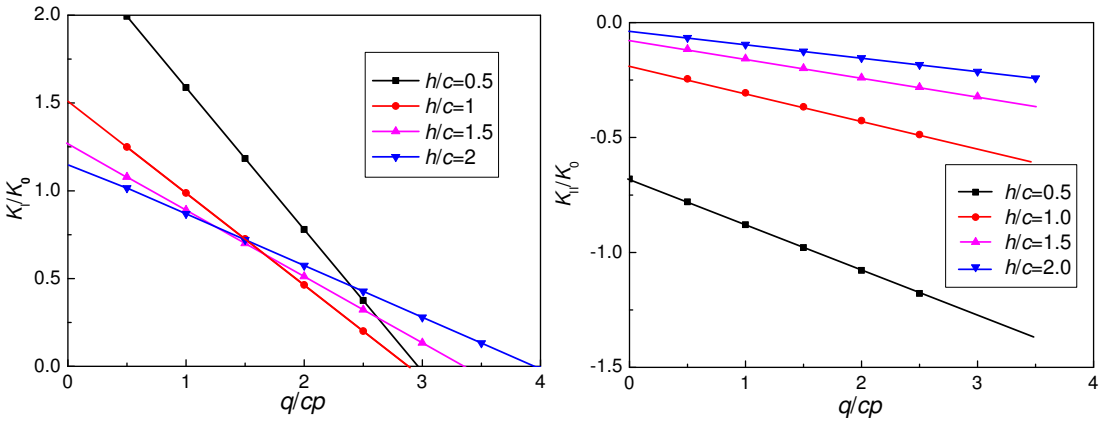 2.0
1.5
1.0
0.5
0.0
K_I/K_0
h/c=0.5
h/c=1
h/c=1.5
h/c=2
0 1 2 3 4
q/cp
0.0
-0.5
-1.0
-1.5
K_II/K_0
h/c=0.5
h/c=1.0
h/c=1.5
h/c=2.0
0 1 2 3 4
q/cp